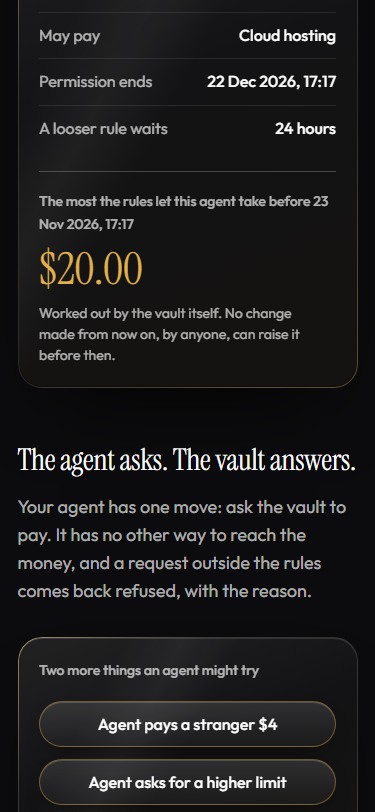 May pay
Cloud hosting
Permission ends
22 Dec 2026, 17:17
A looser rule waits
24 hours
The most the rules let this agent take before 23
Nov 2026, 17:17
$20.00
Worked out by the vault itself. No change
made from now on, by anyone, can raise it
before then.
The agent asks. The vault answers.
Your agent has one move: ask the vault to
pay. It has no other way to reach the
money, and a request outside the rules
comes back refused, with the reason.
Two more things an agent might try
Agent pays a stranger $4
Agent asks for a higher limit